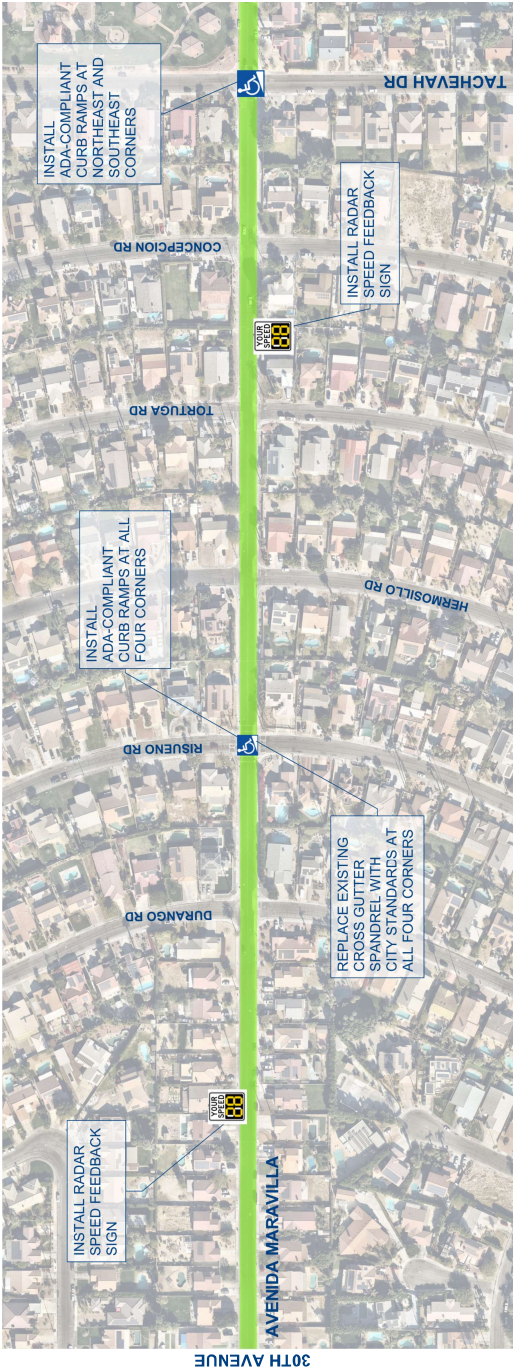 INSTALL
ADA-COMPLIANT
CURB RAMPS AT
NORTHEAST AND
SOUTHEAST
CORNERS
TACHEVAH DR
CONCEPCION RD
INSTALL RADAR
SPEED FEEDBACK
SIGN
YOUR
SPEED
88
TORTUGA RD
INSTALL
ADA-COMPLIANT
CURB RAMPS AT ALL
FOUR CORNERS
HERMOSILLO RD
RISUENO RD
REPLACE EXISTING
CROSS GUTTER
SPANDREL WITH
CITY STANDARDS AT
ALL FOUR CORNERS
DURANGO RD
YOUR
SPEED
88
INSTALL RADAR
SPEED FEEDBACK
SIGN
AVENIDA MARAVILLA
30TH AVENUE